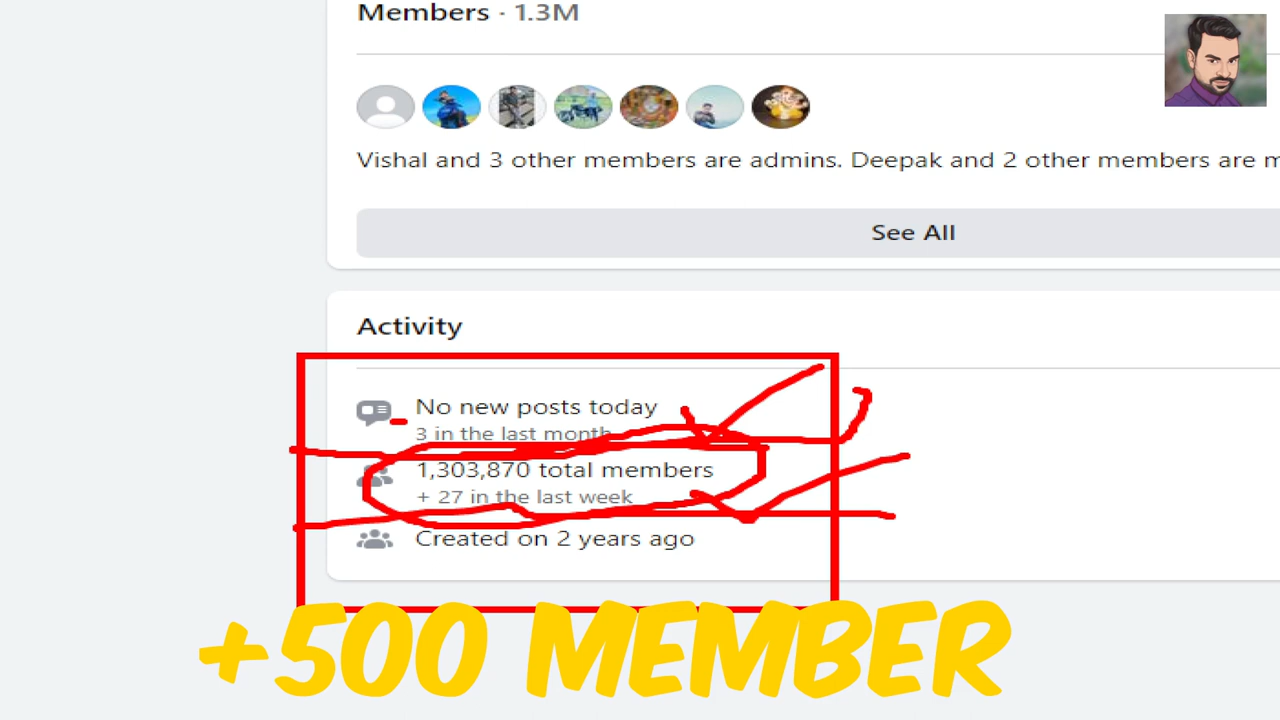 Members · 1.3M
Vishal and 3 other members are admins. Deepak and 2 other members are m
See All
Activity
No new posts today
3 in the last month
1,303,870 total members
+ 27 in the last week
Created on 2 years ago
+500 MEMBER